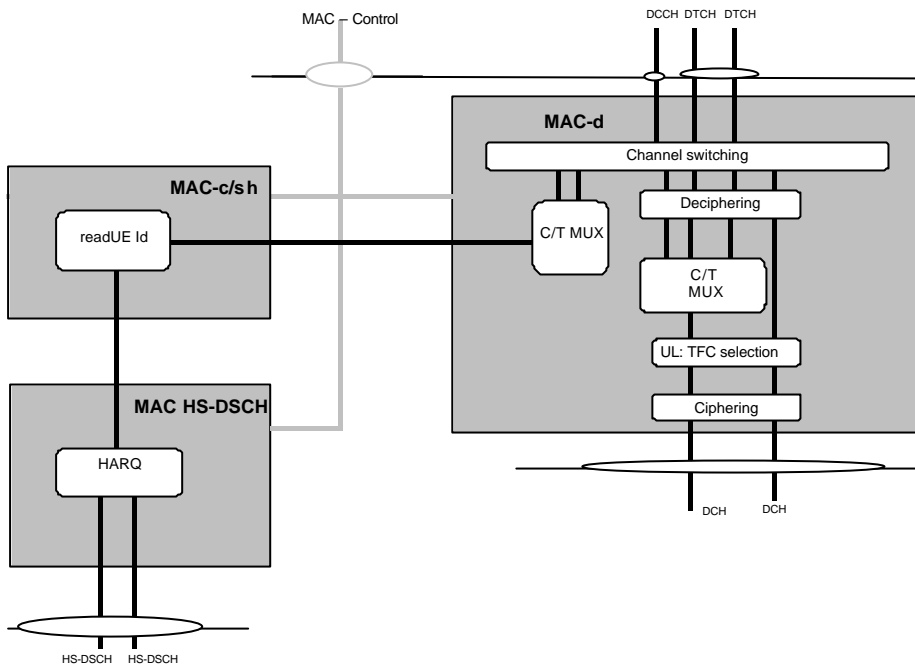 MAC – Control
DCCH DTCH DTCH
MAC-d
Channel switching
MAC-c/sh
Deciphering
readUE Id
C/T MUX
C/T
MUX
UL: TFC selection
MAC HS-DSCH
Ciphering
HARQ
DCH
DCH
HS-DSCH HS-DSCH